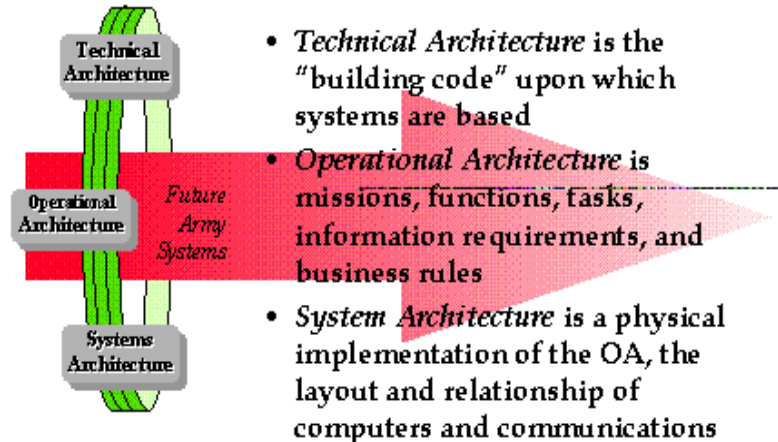 Technical
Architecture
Operational
Architecture
Systems
Architecture
Future
Army
Systems
• Technical Architecture is the
"building code" upon which
systems are based
• Operational Architecture is
missions, functions, tasks,
information requirements, and
business rules
• System Architecture is a physical
implementation of the OA, the
layout and relationship of
computers and communications